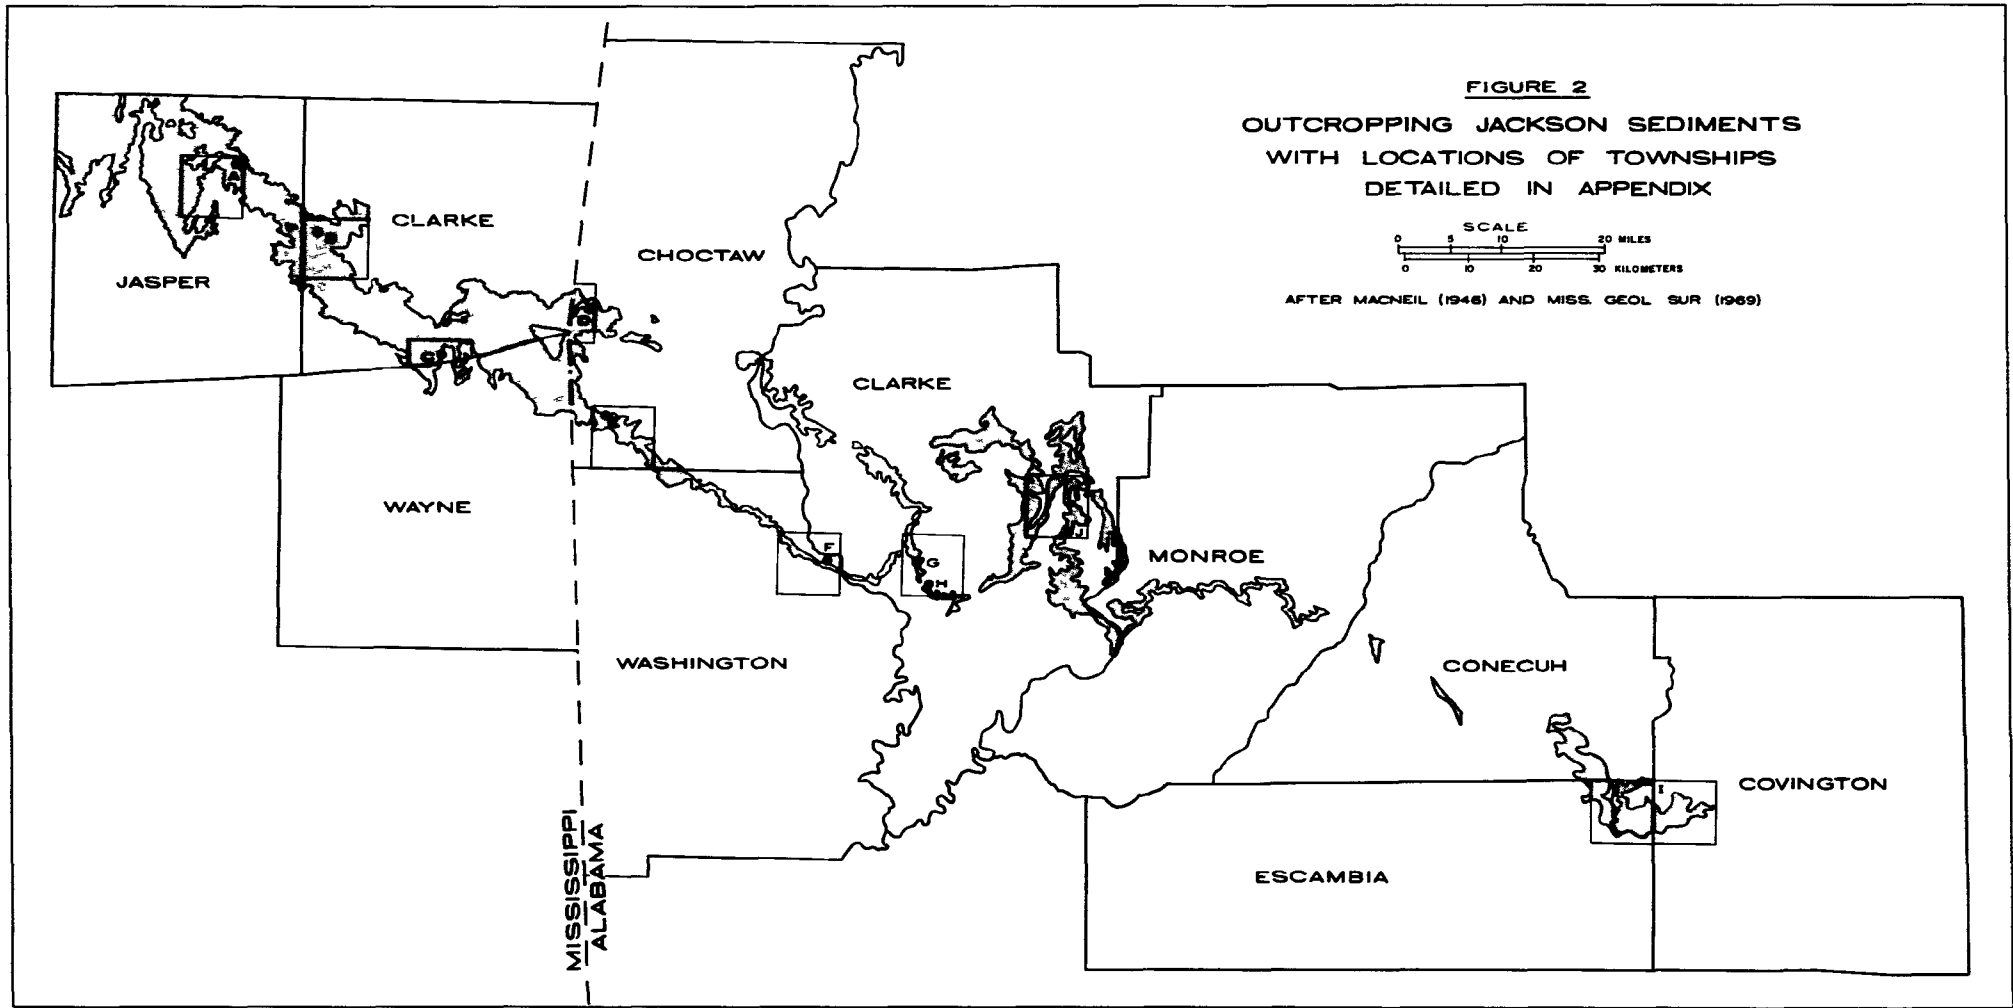 FIGURE 2
OUTCROPPING JACKSON SEDIMENTS
WITH LOCATIONS OF TOWNSHIPS
DETAILED IN APPENDIX
SCALE
0 5 10 20 MILES
0 10 20 30 KILOMETERS
AFTER MACNEIL (1946) AND MISS. GEOL SUR (1969)
A
CLARKE
CHOCTAW
JASPER
D
C
CLARKE
WAYNE
F
G
H
J
MONROE
WASHINGTON
CONECUH
I
COVINGTON
ESCAMBIA
MISSISSIPPI
ALABAMA